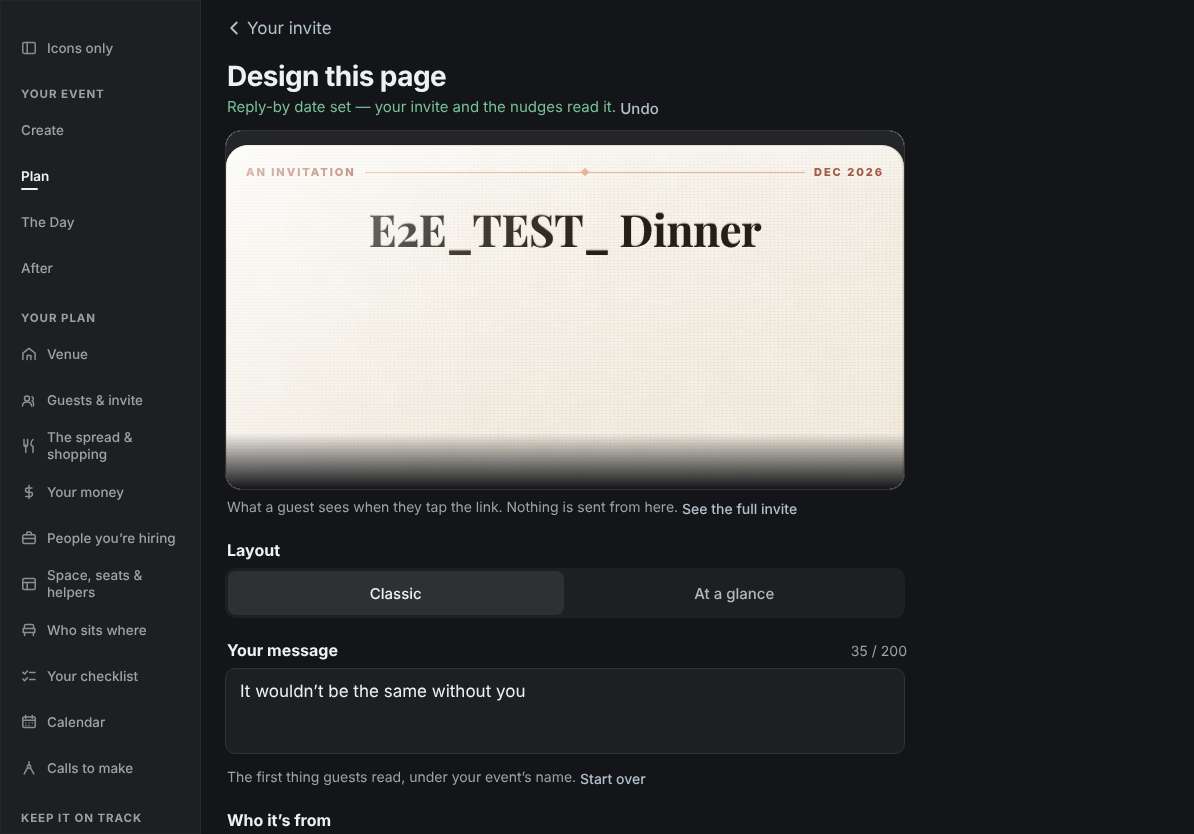 Icons only
YOUR EVENT
Create
Plan
The Day
After
YOUR PLAN
Venue
Guests & invite
The spread &
shopping
Your money
People you’re hiring
Space, seats &
helpers
Who sits where
Your checklist
Calendar
Calls to make
KEEP IT ON TRACK
Your invite
Design this page
Reply-by date set — your invite and the nudges read it. Undo
AN INVITATION DEC 2026
E2E_TEST_ Dinner
What a guest sees when they tap the link. Nothing is sent from here. See the full invite
Layout
Classic At a glance
Your message 35 / 200
It wouldn’t be the same without you
The first thing guests read, under your event’s name. Start over
Who it’s from